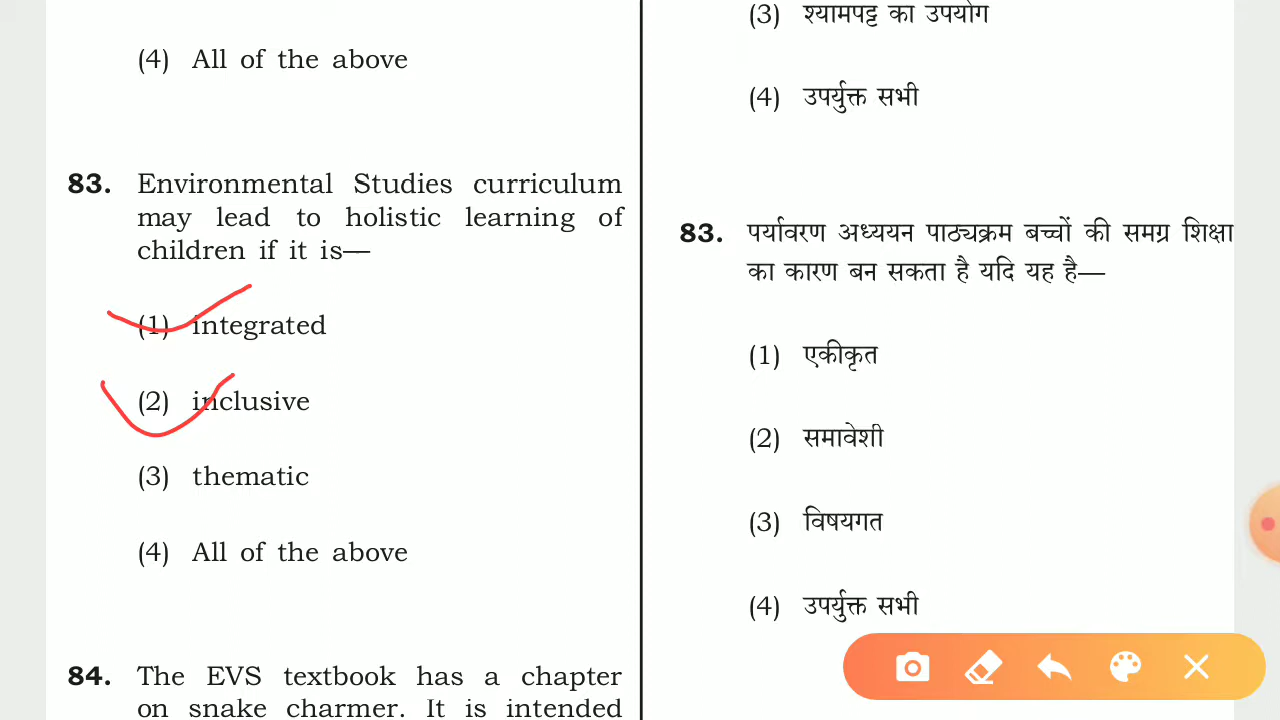 (4) All of the above
83. Environmental Studies curriculum
may lead to holistic learning of
children if it is—
(1) integrated
(2) inclusive
(3) thematic
(4) All of the above
84. The EVS textbook has a chapter
on snake charmer. It is intended
(3) श्यामपट्ट का उपयोग
(4) उपर्युक्त सभी
83. पर्यावरण अध्ययन पाठ्यक्रम बच्चों की समग्र शिक्षा
का कारण बन सकता है यदि यह है—
(1) एकीकृत
(2) समावेशी
(3) विषयगत
(4) उपर्युक्त सभी